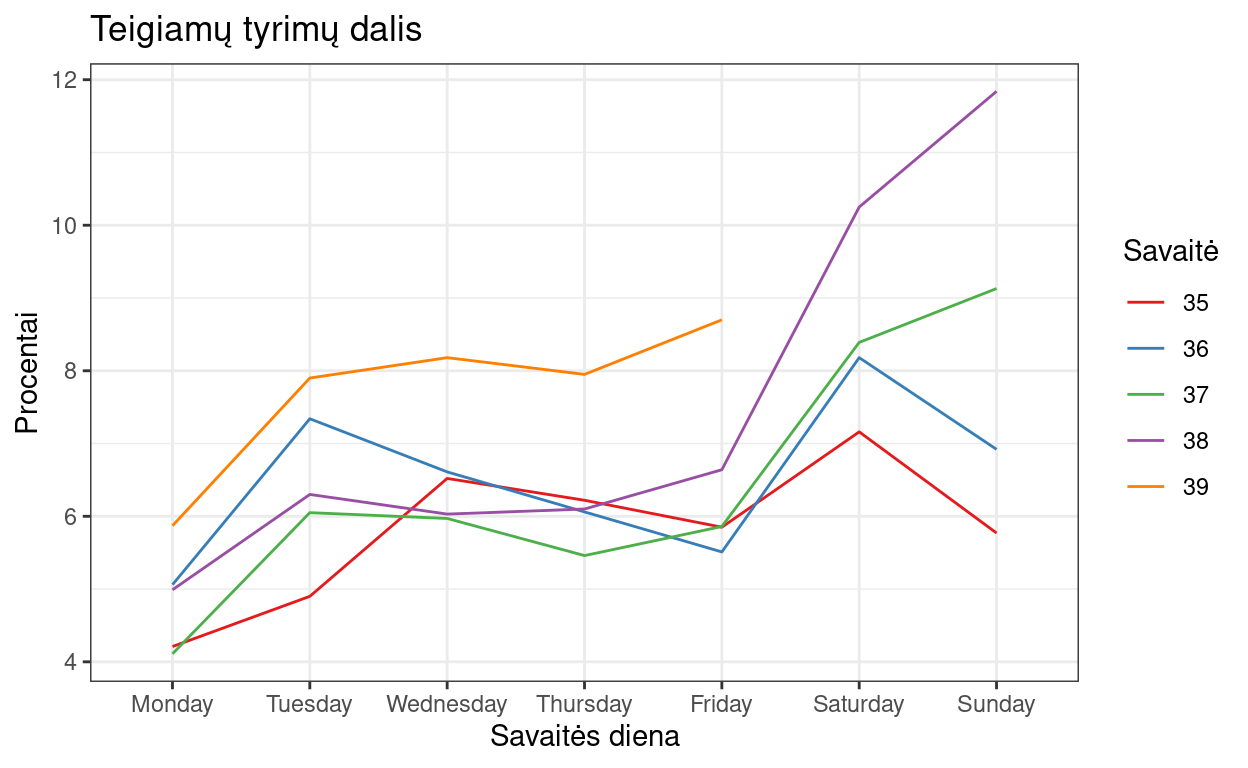 Teigiamų tyrimų dalis
Procentai
12
10
8
6
4
Monday Tuesday Wednesday Thursday Friday Saturday Sunday
Savaitės diena
Savaitė
35
36
37
38
39